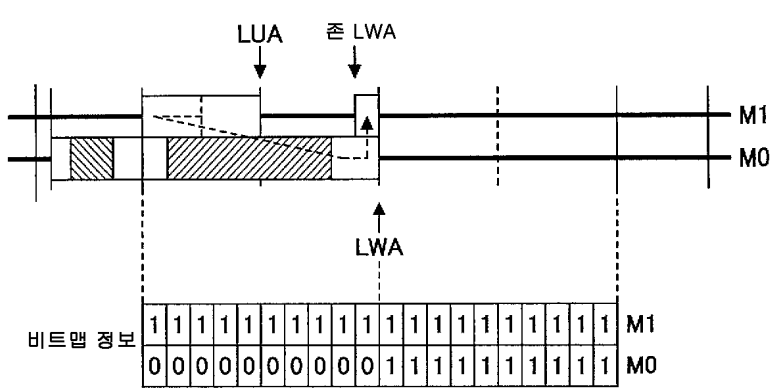 LUA 존 LWA
M1
M0
LWA
비트맵 정보
1 1 1 1 1 1 1 1 1 1 1 1 1 1 1 1 1 1 1 1 M1
0 0 0 0 0 0 0 0 0 0 1 1 1 1 1 1 1 1 1 1 M0